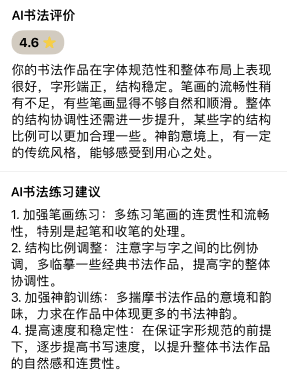 AI书法评价
4.6 ⭐
你的书法作品在字体规范性和整体布局上表现
很好，字形端正，结构稳定。笔画的流畅性稍
有不足，有些笔画显得不够自然和顺滑。整体
的结构协调性还需进一步提升，某些字的结构
比例可以更加合理一些。神韵意境上，有一定
的传统风格，能够感受到用心之处。
AI书法练习建议
1. 加强笔画练习：多练习笔画的连贯性和流畅
性，特别是起笔和收笔的处理。
2. 结构比例调整：注意字与字之间的比例协
调，多临摹一些经典书法作品，提高字的整体
协调性。
3. 加强神韵训练：多揣摩书法作品的意境和韵
味，力求在作品中体现更多的书法神韵。
4. 提高速度和稳定性：在保证字形规范的前提
下，逐步提高书写速度，以提升整体书法作品
的自然感和连贯性。